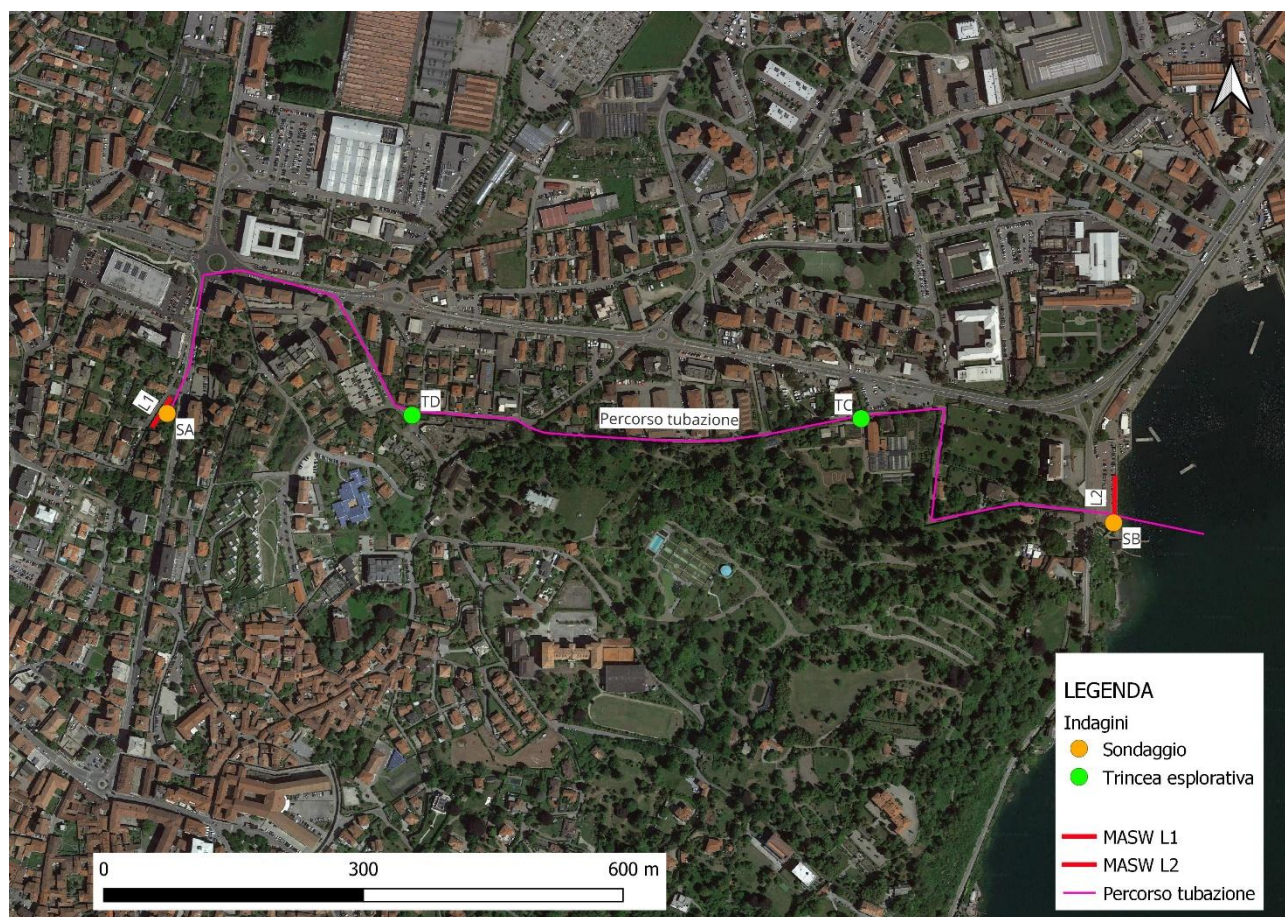 L1
SA
TD
Percorso tubazione
TC
L2
SB
LEGENDA
Indagini
Sondaggio
Trincea esplorativa
MASW L1
MASW L2
Percorso tubazione
0 300 600 m